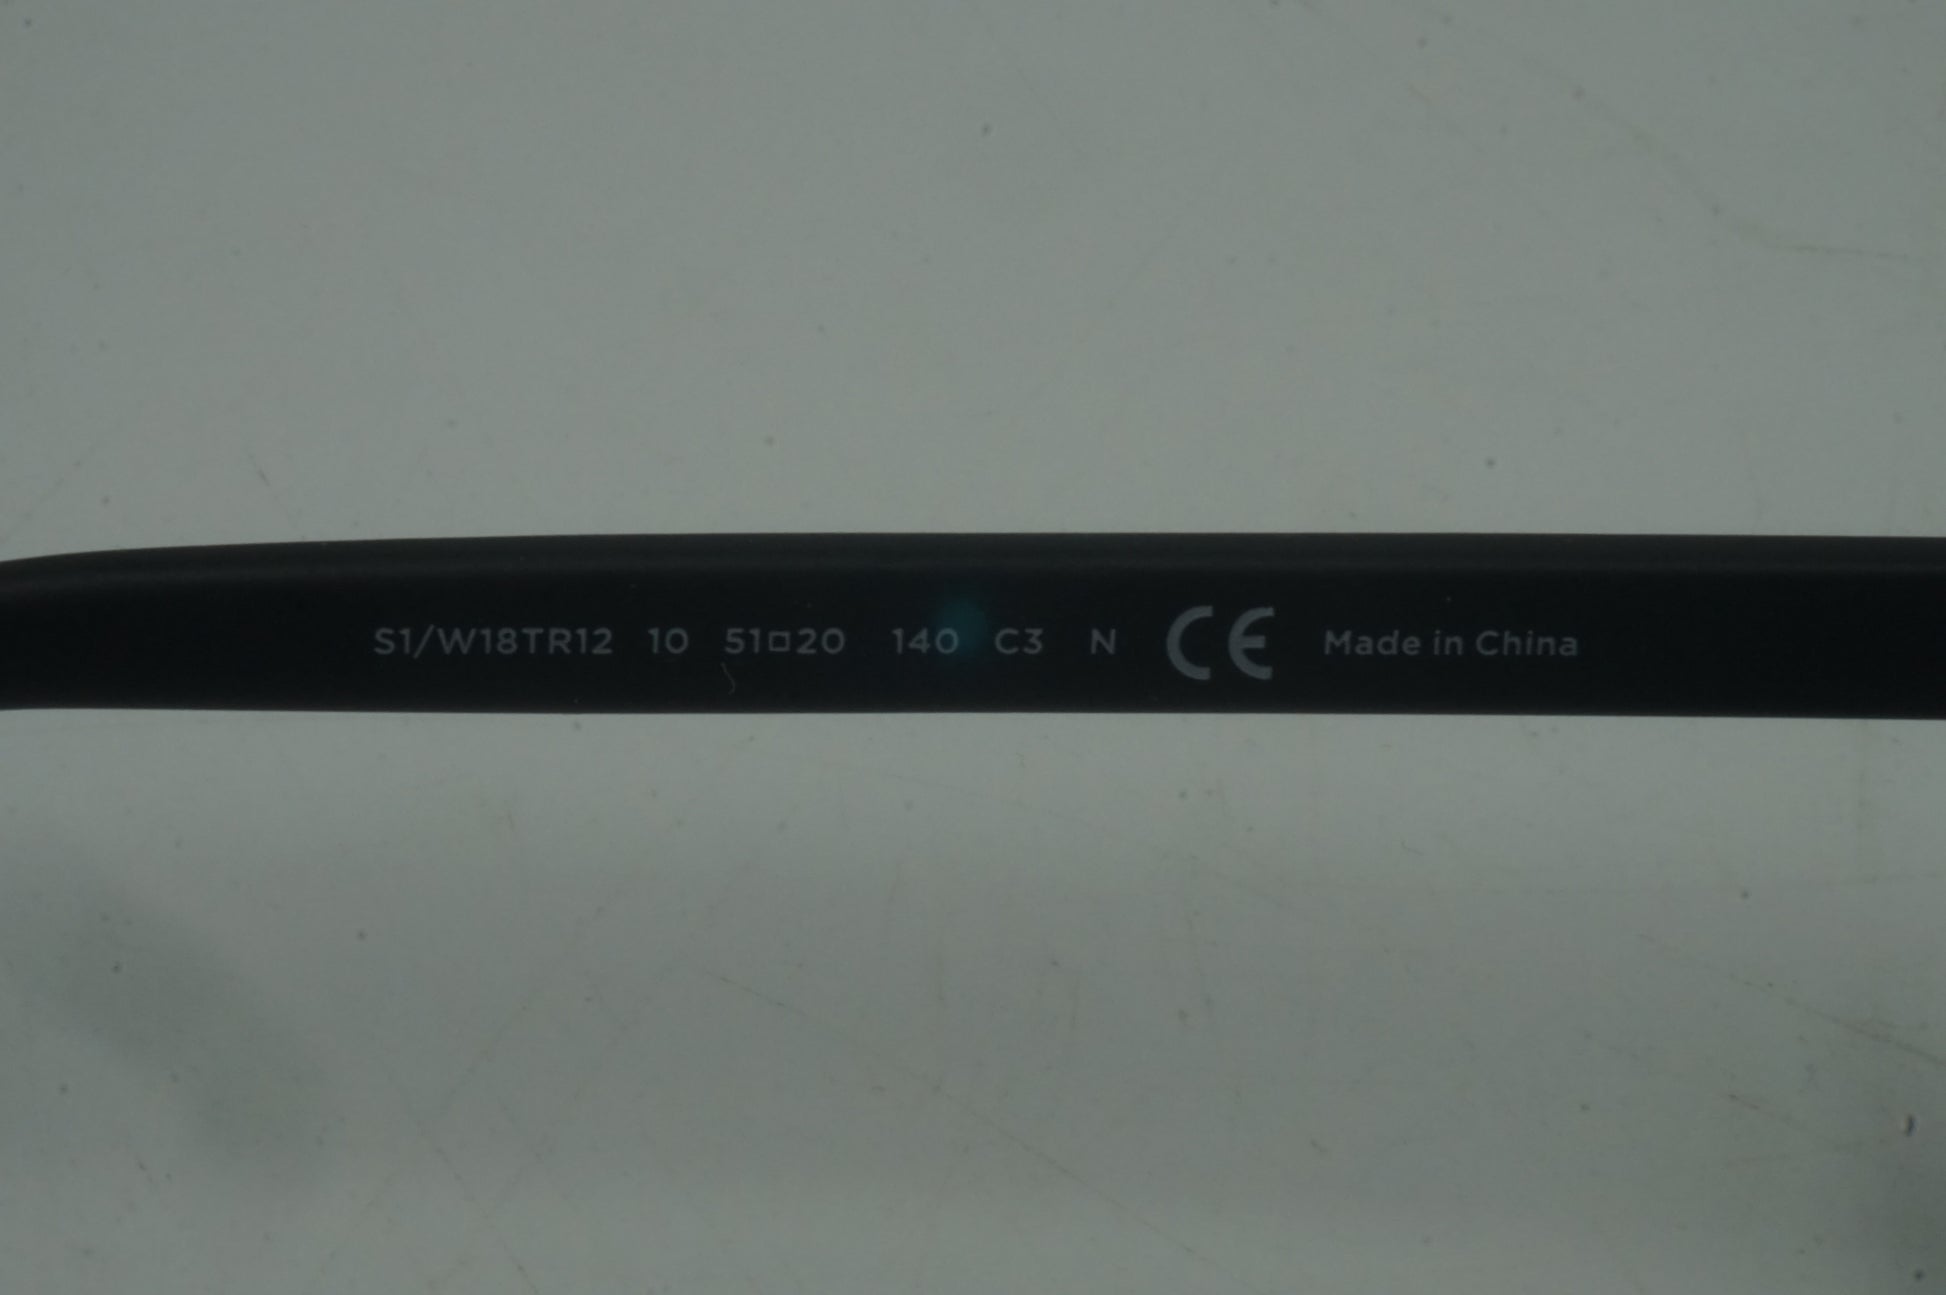 S1/W18TR12 10 51□20 140 C3 N CE Made in China